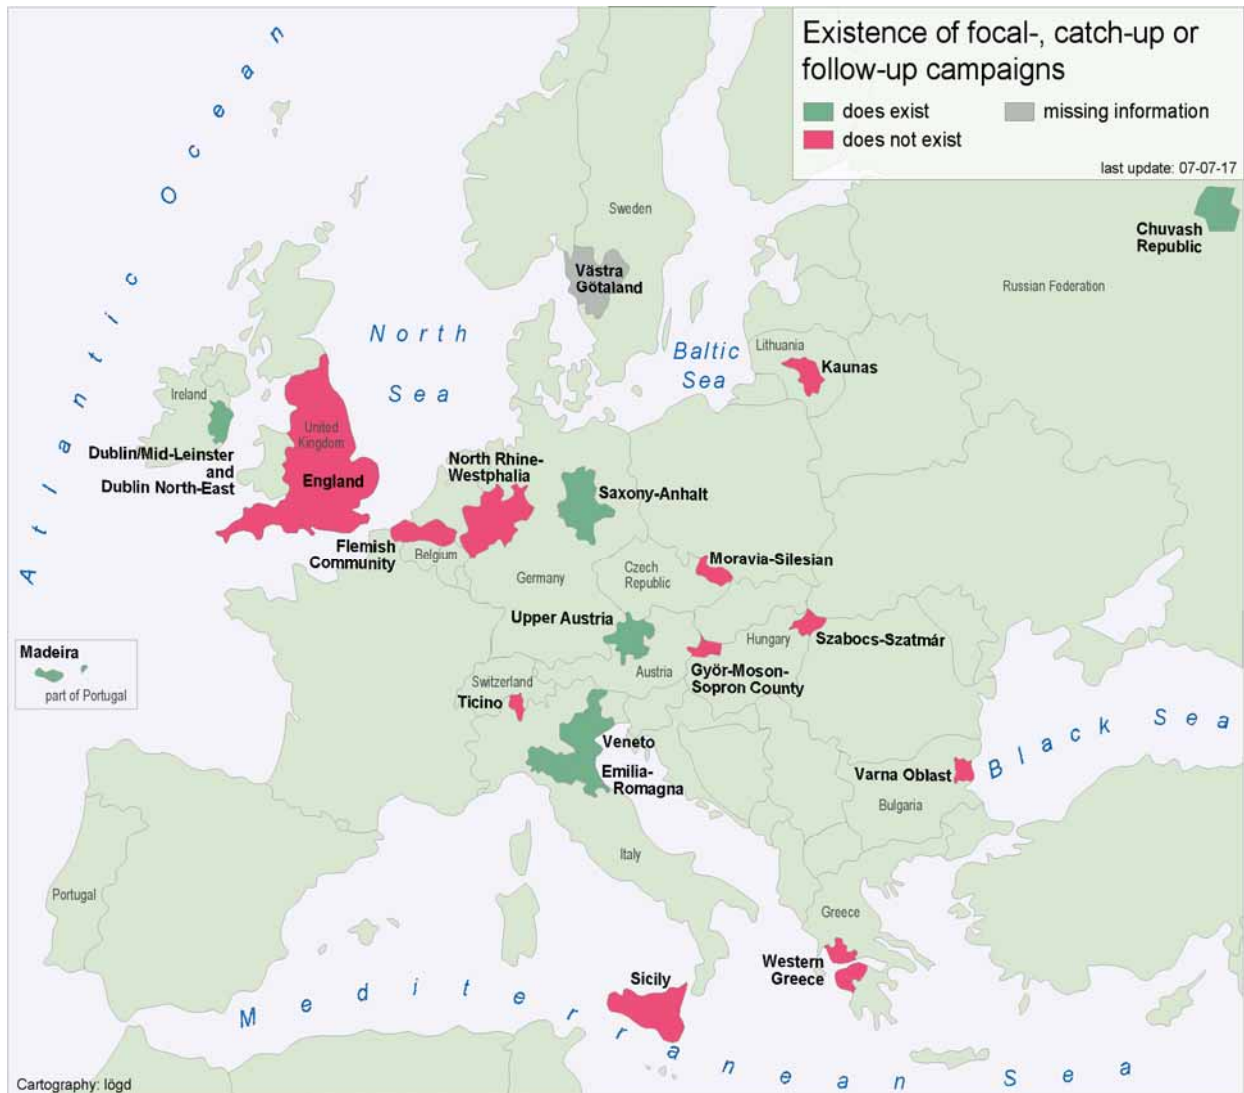 Existence of focal-, catch-up or
follow-up campaigns
does exist
missing information
does not exist
last update: 07-07-17
Atlantic Ocean
Sweden
Chuvash
Republic
Västra
Götaland
Russian Federation
North
Sea
Baltic
Sea
Lithuania
Kaunas
Ireland
United
Kingdom
Dublin/Mid-Leinster
and
Dublin North-East
England
North Rhine-
Westphalia
Saxony-Anhalt
Flemish
Community
Belgium
Germany
Czech
Republic
Moravia-Silesian
Upper Austria
Hungary
Szabocs-Szatmár
Madeira
part of Portugal
Austria
Györ-Moson-
Sopron County
Switzerland
Ticino
Veneto
Emilia-
Romagna
Black Sea
Varna Oblast
Bulgaria
Italy
Portugal
Greece
Western
Greece
Sicily
Mediterranean Sea
Cartography: lögd